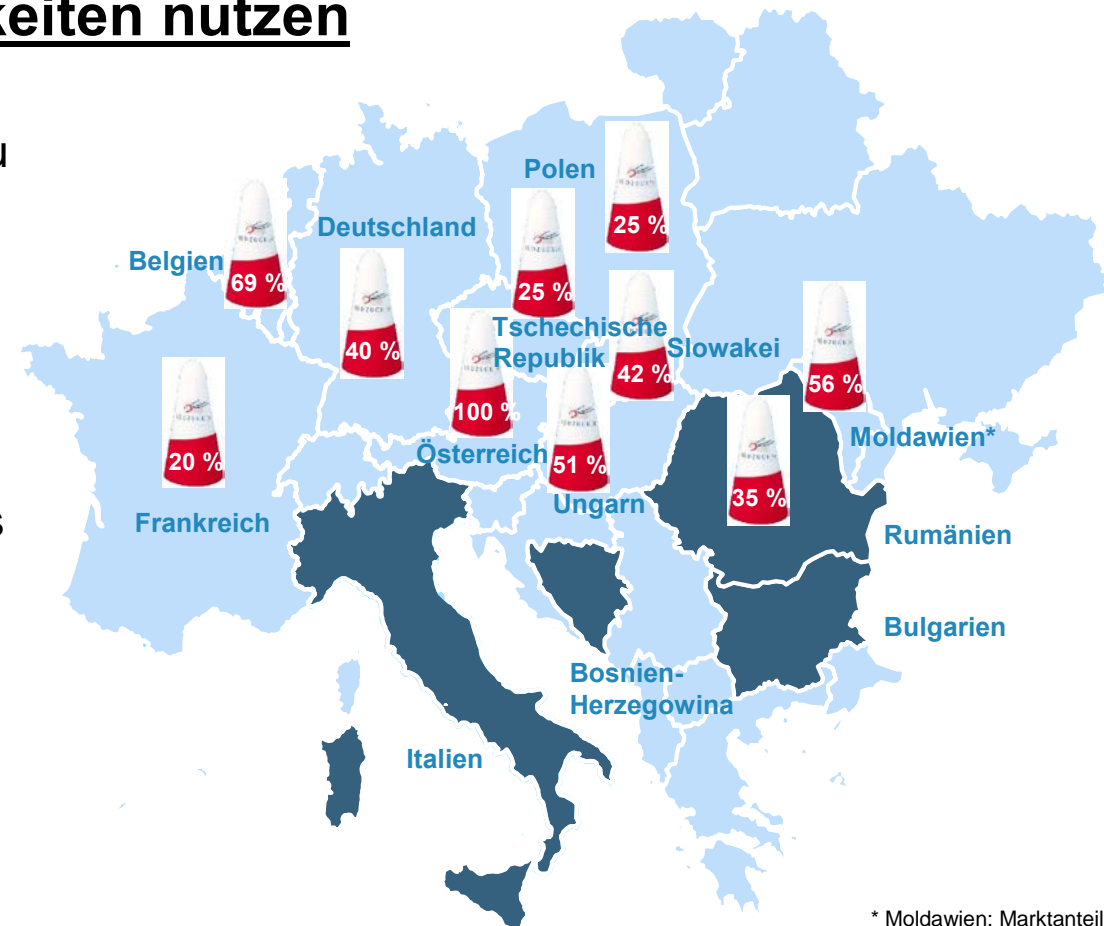 keiten nutzen
u
Polen
25 %
Deutschland
Belgien
69 %
25 %
40 %
Tschechische
Republik
Slowakei
42 %
56 %
100 %
Moldawien*
Österreich
51 %
20 %
35 %
Ungarn
Frankreich
s
Rumänien
Bulgarien
Bosnien-
Herzegowina
Italien
* Moldawien: Marktanteil